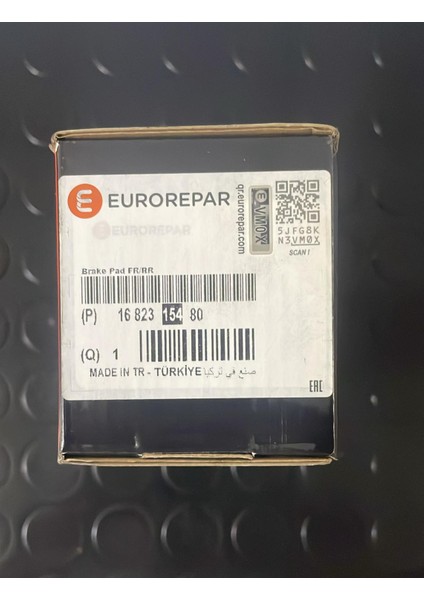 EUROREPAR
EUROREPAR
qr.eurorepar.com
VM0X
5JFG8K
N3VM0X
SCAN !
Brake Pad FR/RR
(P) 16 823 154 80
(Q) 1
MADE IN TR - TÜRKİYE صنع في تركيا
EAC